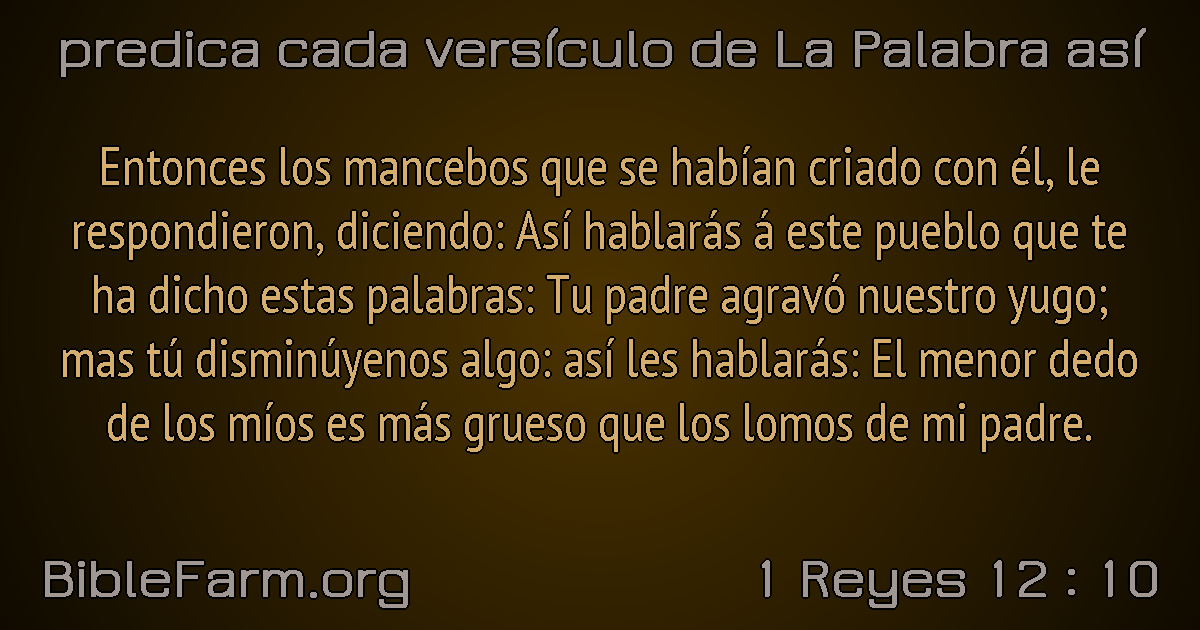 predica cada versículo de La Palabra así
Entonces los mancebos que se habían criado con él, le
respondieron, diciendo: Así hablarás á este pueblo que te
ha dicho estas palabras: Tu padre agravó nuestro yugo;
mas tú disminúyenos algo: así les hablarás: El menor dedo
de los míos es más grueso que los lomos de mi padre.
BibleFarm.org
1 Reyes 12 : 10